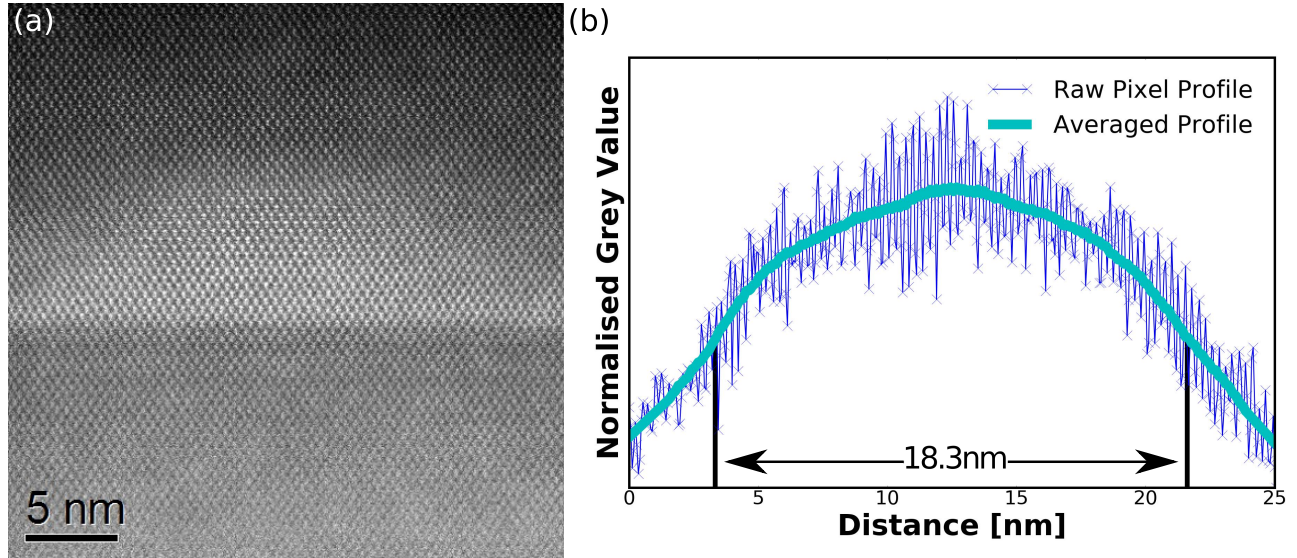 (a)
5 nm
(b)
Normalised Grey Value
Raw Pixel Profile
Averaged Profile
18.3nm
0 5 10 15 20 25
Distance [nm]